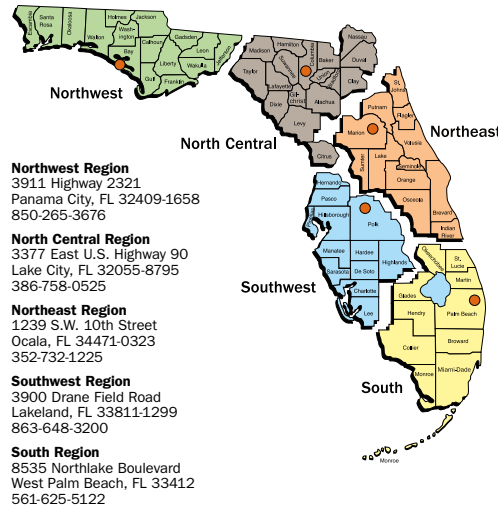 Escambia
Santa
Rosa
Okaloosa
Walton
Holmes
Jackson
Wash-
ington
Bay
Calhoun
Gulf
Gadsden
Liberty
Franklin
Leon
Wakulla
Jefferson
Northwest
Madison
Hamilton
Taylor
Suwannee
Lafayette
Dixie
Columbia
Gil-
christ
Levy
Baker
Union
Bradford
Alachua
Nassau
Duval
Clay
Citrus
North Central
St.
Johns
Putnam
Flagler
Marion
Volusia
Sumter
Lake
Seminole
Orange
Osceola
Brevard
Indian
River
Northeast
Hernando
Pasco
Pinellas
Hillsborough
Polk
Manatee
Hardee
Highlands
Sarasota
De Soto
Charlotte
Lee
Southwest
Okeechobee
St.
Lucie
Martin
Glades
Hendry
Palm Beach
Collier
Broward
Monroe
Miami-Dade
South
Monroe
Northwest Region
3911 Highway 2321
Panama City, FL 32409-1658
850-265-3676
North Central Region
3377 East U.S. Highway 90
Lake City, FL 32055-8795
386-758-0525
Northeast Region
1239 S.W. 10th Street
Ocala, FL 34471-0323
352-732-1225
Southwest Region
3900 Drane Field Road
Lakeland, FL 33811-1299
863-648-3200
South Region
8535 Northlake Boulevard
West Palm Beach, FL 33412
561-625-5122